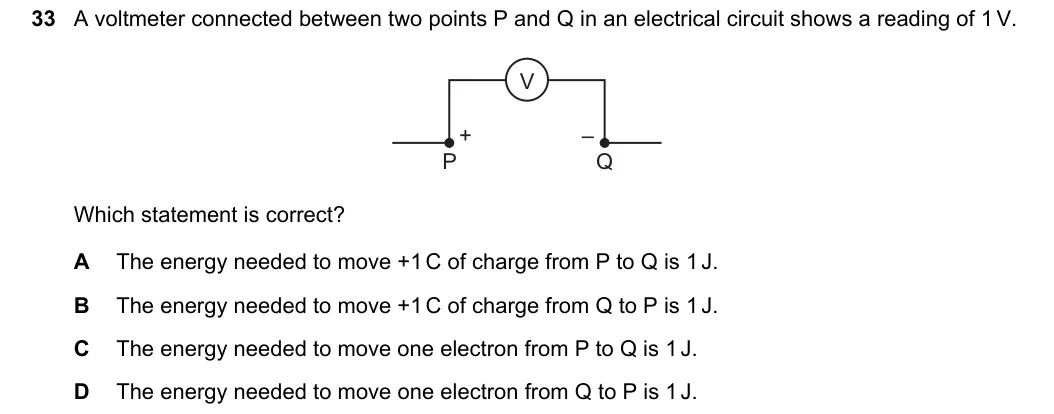 33 A voltmeter connected between two points P and Q in an electrical circuit shows a reading of 1 V.
V
+ –
P Q
Which statement is correct?
A The energy needed to move +1 C of charge from P to Q is 1 J.
B The energy needed to move +1 C of charge from Q to P is 1 J.
C The energy needed to move one electron from P to Q is 1 J.
D The energy needed to move one electron from Q to P is 1 J.